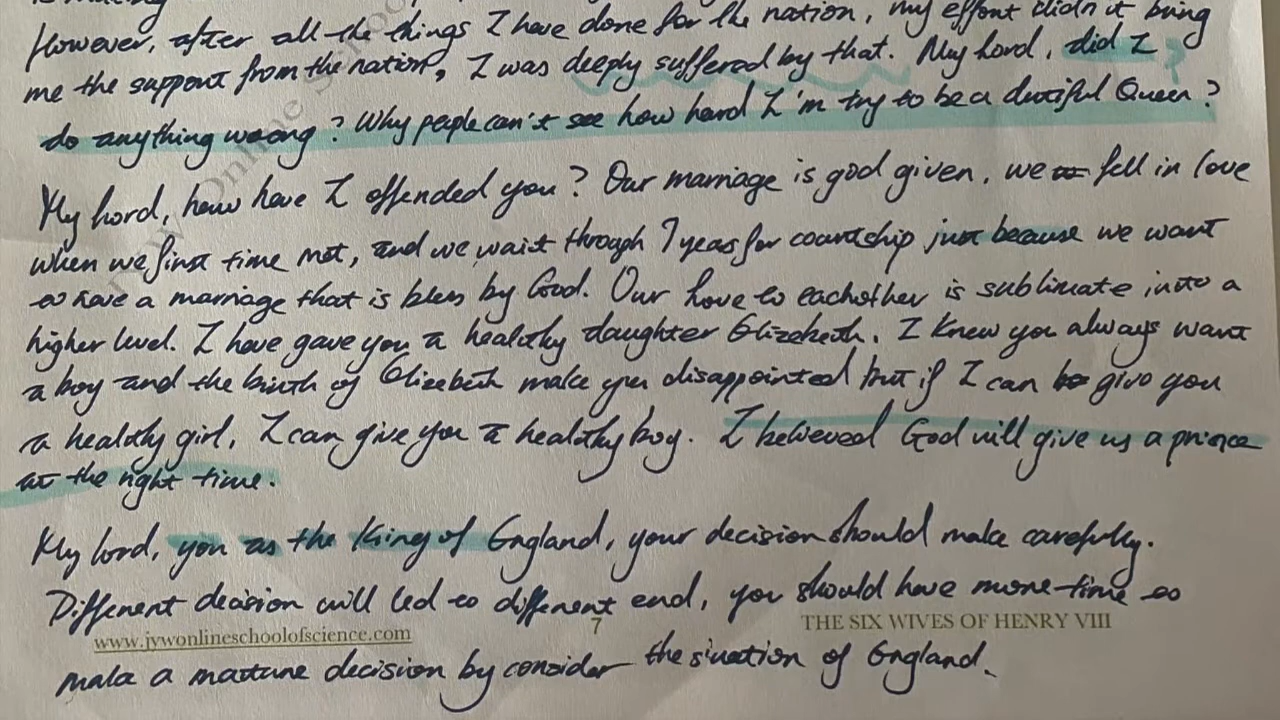 However, after all the things I have done for the nation, my effort didn't bring
me the support from the nation, I was deeply suffered by that. My lord, did I
do anything wrong? Why people can't see how hard I'm try to be a dutiful Queen?
My lord, how have I offended you? Our marriage is god given, we fell in love
when we first time met, and we wait through 7 years for courtship just because we want
to have a marriage that is bless by God. Our love to eachother is sublimate into a
higher level. I have gave you a healthy daughter Elizabeth. I knew you always want
a boy and the birth of Elizabeth make you disappointed but if I can give you
a healthy girl, I can give you a healthy boy. I believed God will give us a prince
at the right time.
My lord, you as the King of England, your decision should make carefully.
Different decision will led to different end, you should have more time to
www.jvwonlineschoolofscience.com
7
THE SIX WIVES OF HENRY VIII
make a mature decision by consider the situation of England.